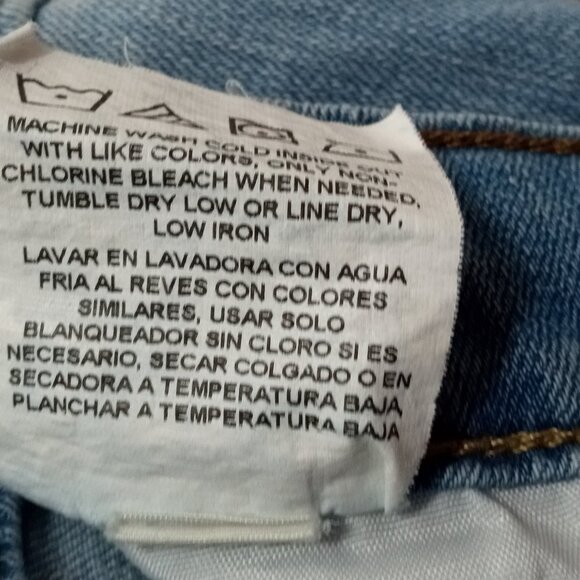 MACHINE WASH COLD INSIDE OUT
WITH LIKE COLORS, ONLY NON-
CHLORINE BLEACH WHEN NEEDED,
TUMBLE DRY LOW OR LINE DRY,
LOW IRON
LAVAR EN LAVADORA CON AGUA
FRIA AL REVES CON COLORES
SIMILARES, USAR SOLO
BLANQUEADOR SIN CLORO SI ES
NECESARIO, SECAR COLGADO O EN
SECADORA A TEMPERATURA BAJA
PLANCHAR A TEMPERATURA BAJA